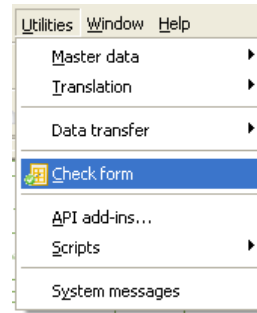 Utilities Window Help
Master data
Translation
Data transfer
Check form
API add-ins...
Scripts
System messages